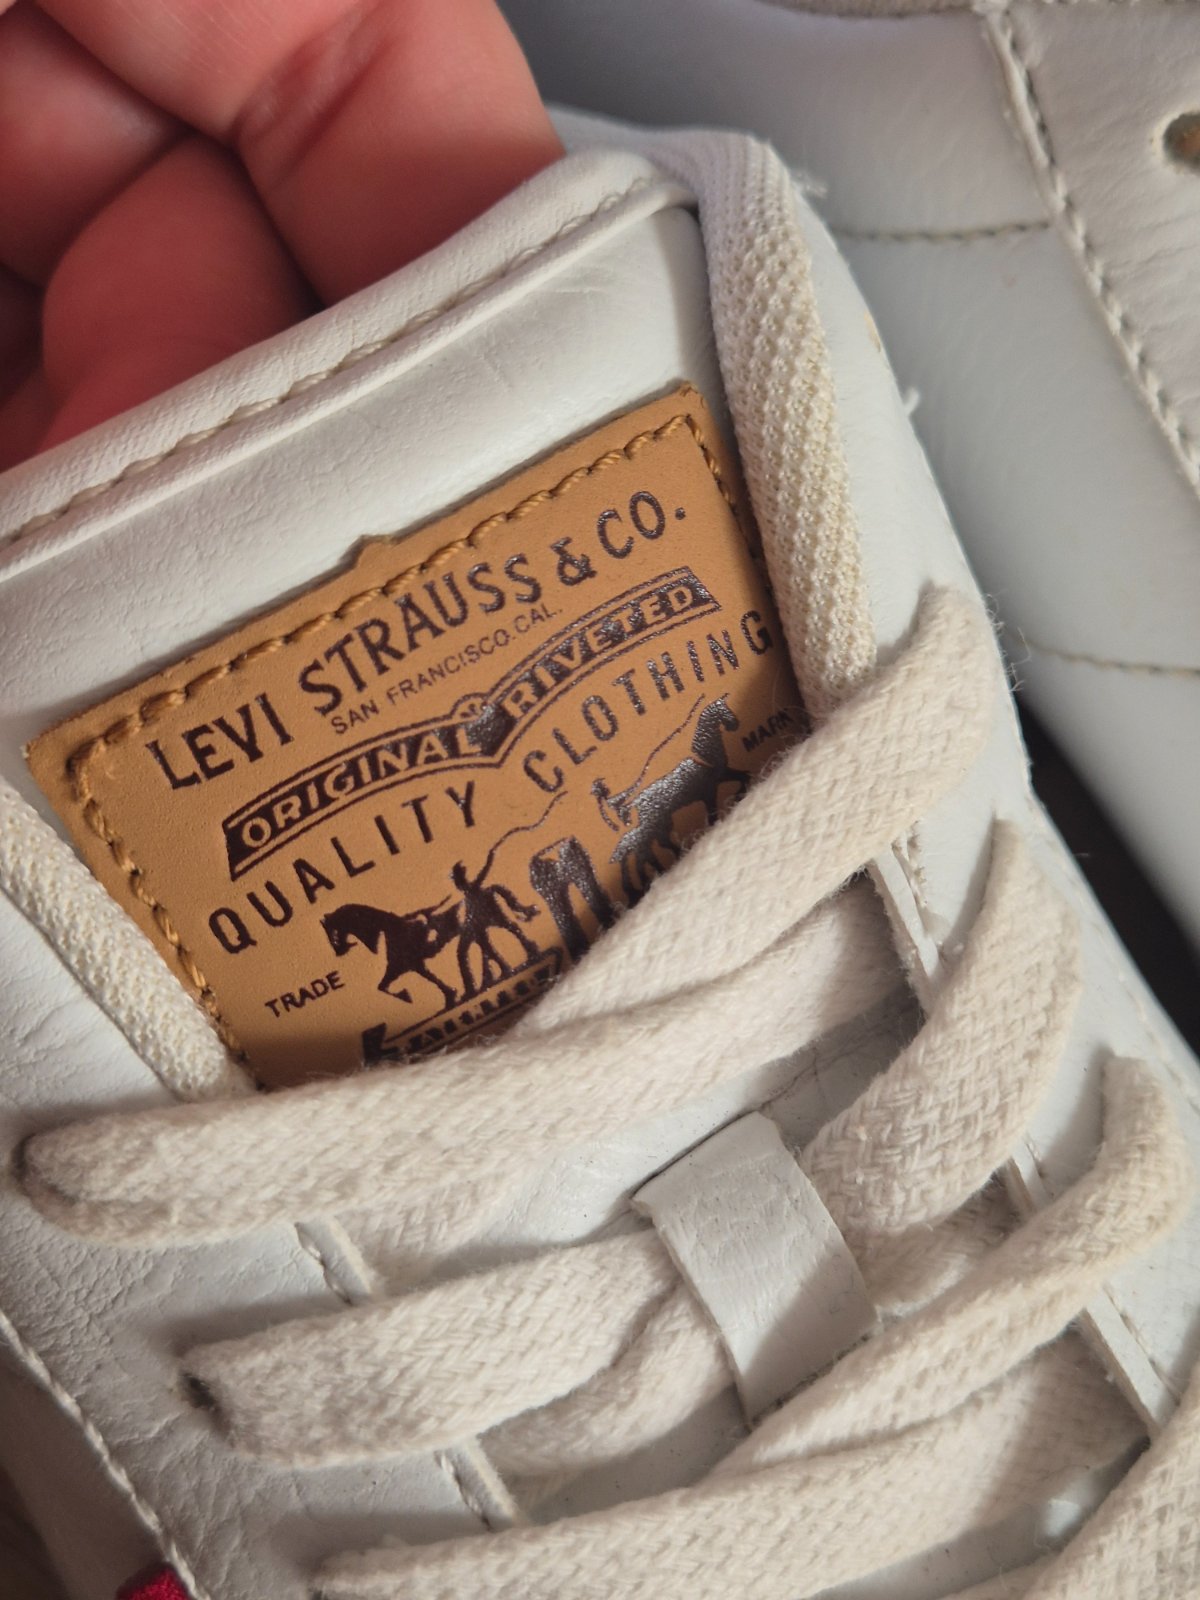 LEVI STRAUSS & CO.
SAN FRANCISCO. CAL.
ORIGINAL RIVETED
QUALITY CLOTHING
TRADE MARK